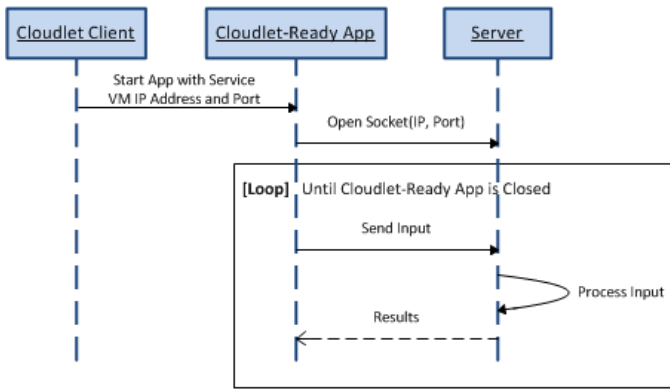 Cloudlet Client
Cloudlet-Ready App
Server
Start App with Service
VM IP Address and Port
Open Socket(IP, Port)
[Loop] Until Cloudlet-Ready App is Closed
Send Input
Process Input
Results